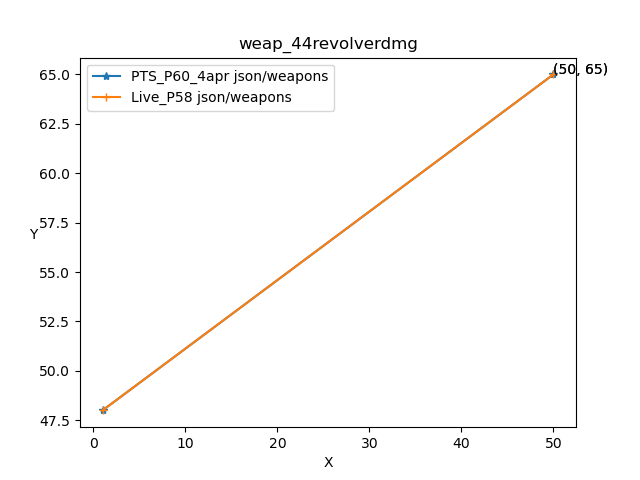 weap_44revolverdmg
(50, 65)
PTS_P60_4apr json/weapons
Live_P58 json/weapons
65.0
62.5
60.0
57.5
55.0
52.5
50.0
47.5
Y
0 10 20 30 40 50
X